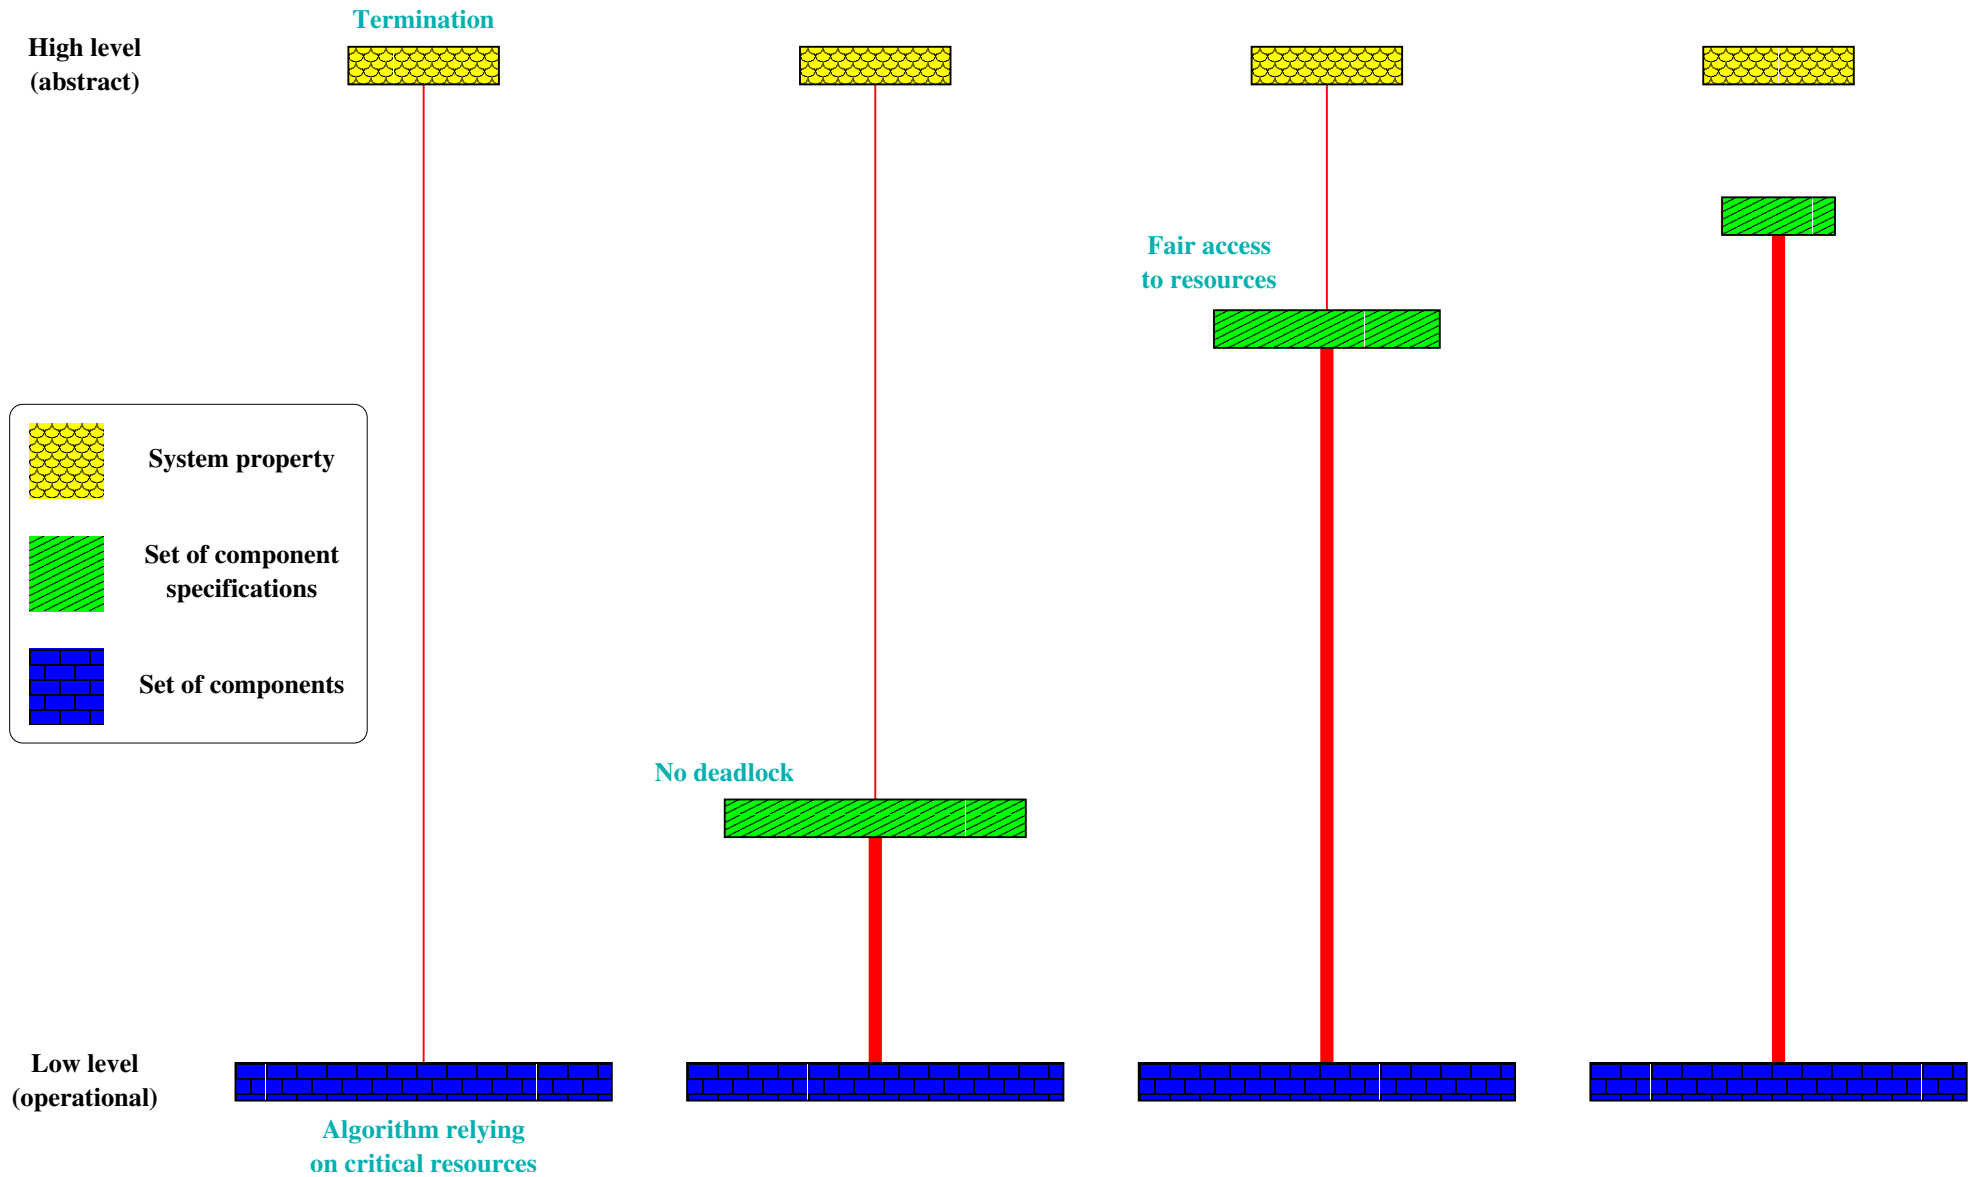 Termination
High level
(abstract)
Fair access
to resources
System property
Set of component
specifications
Set of components
No deadlock
Low level
(operational)
Algorithm relying
on critical resources